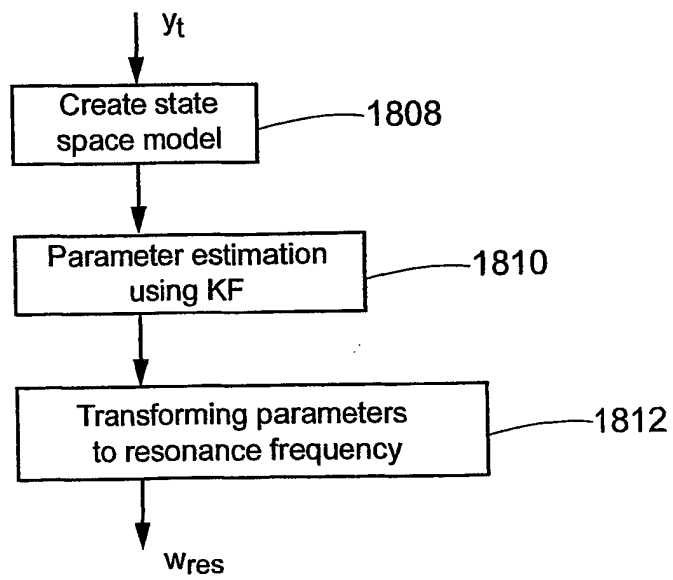 yt
Create state
space model
1808
Parameter estimation
using KF
1810
Transforming parameters
to resonance frequency
1812
wres